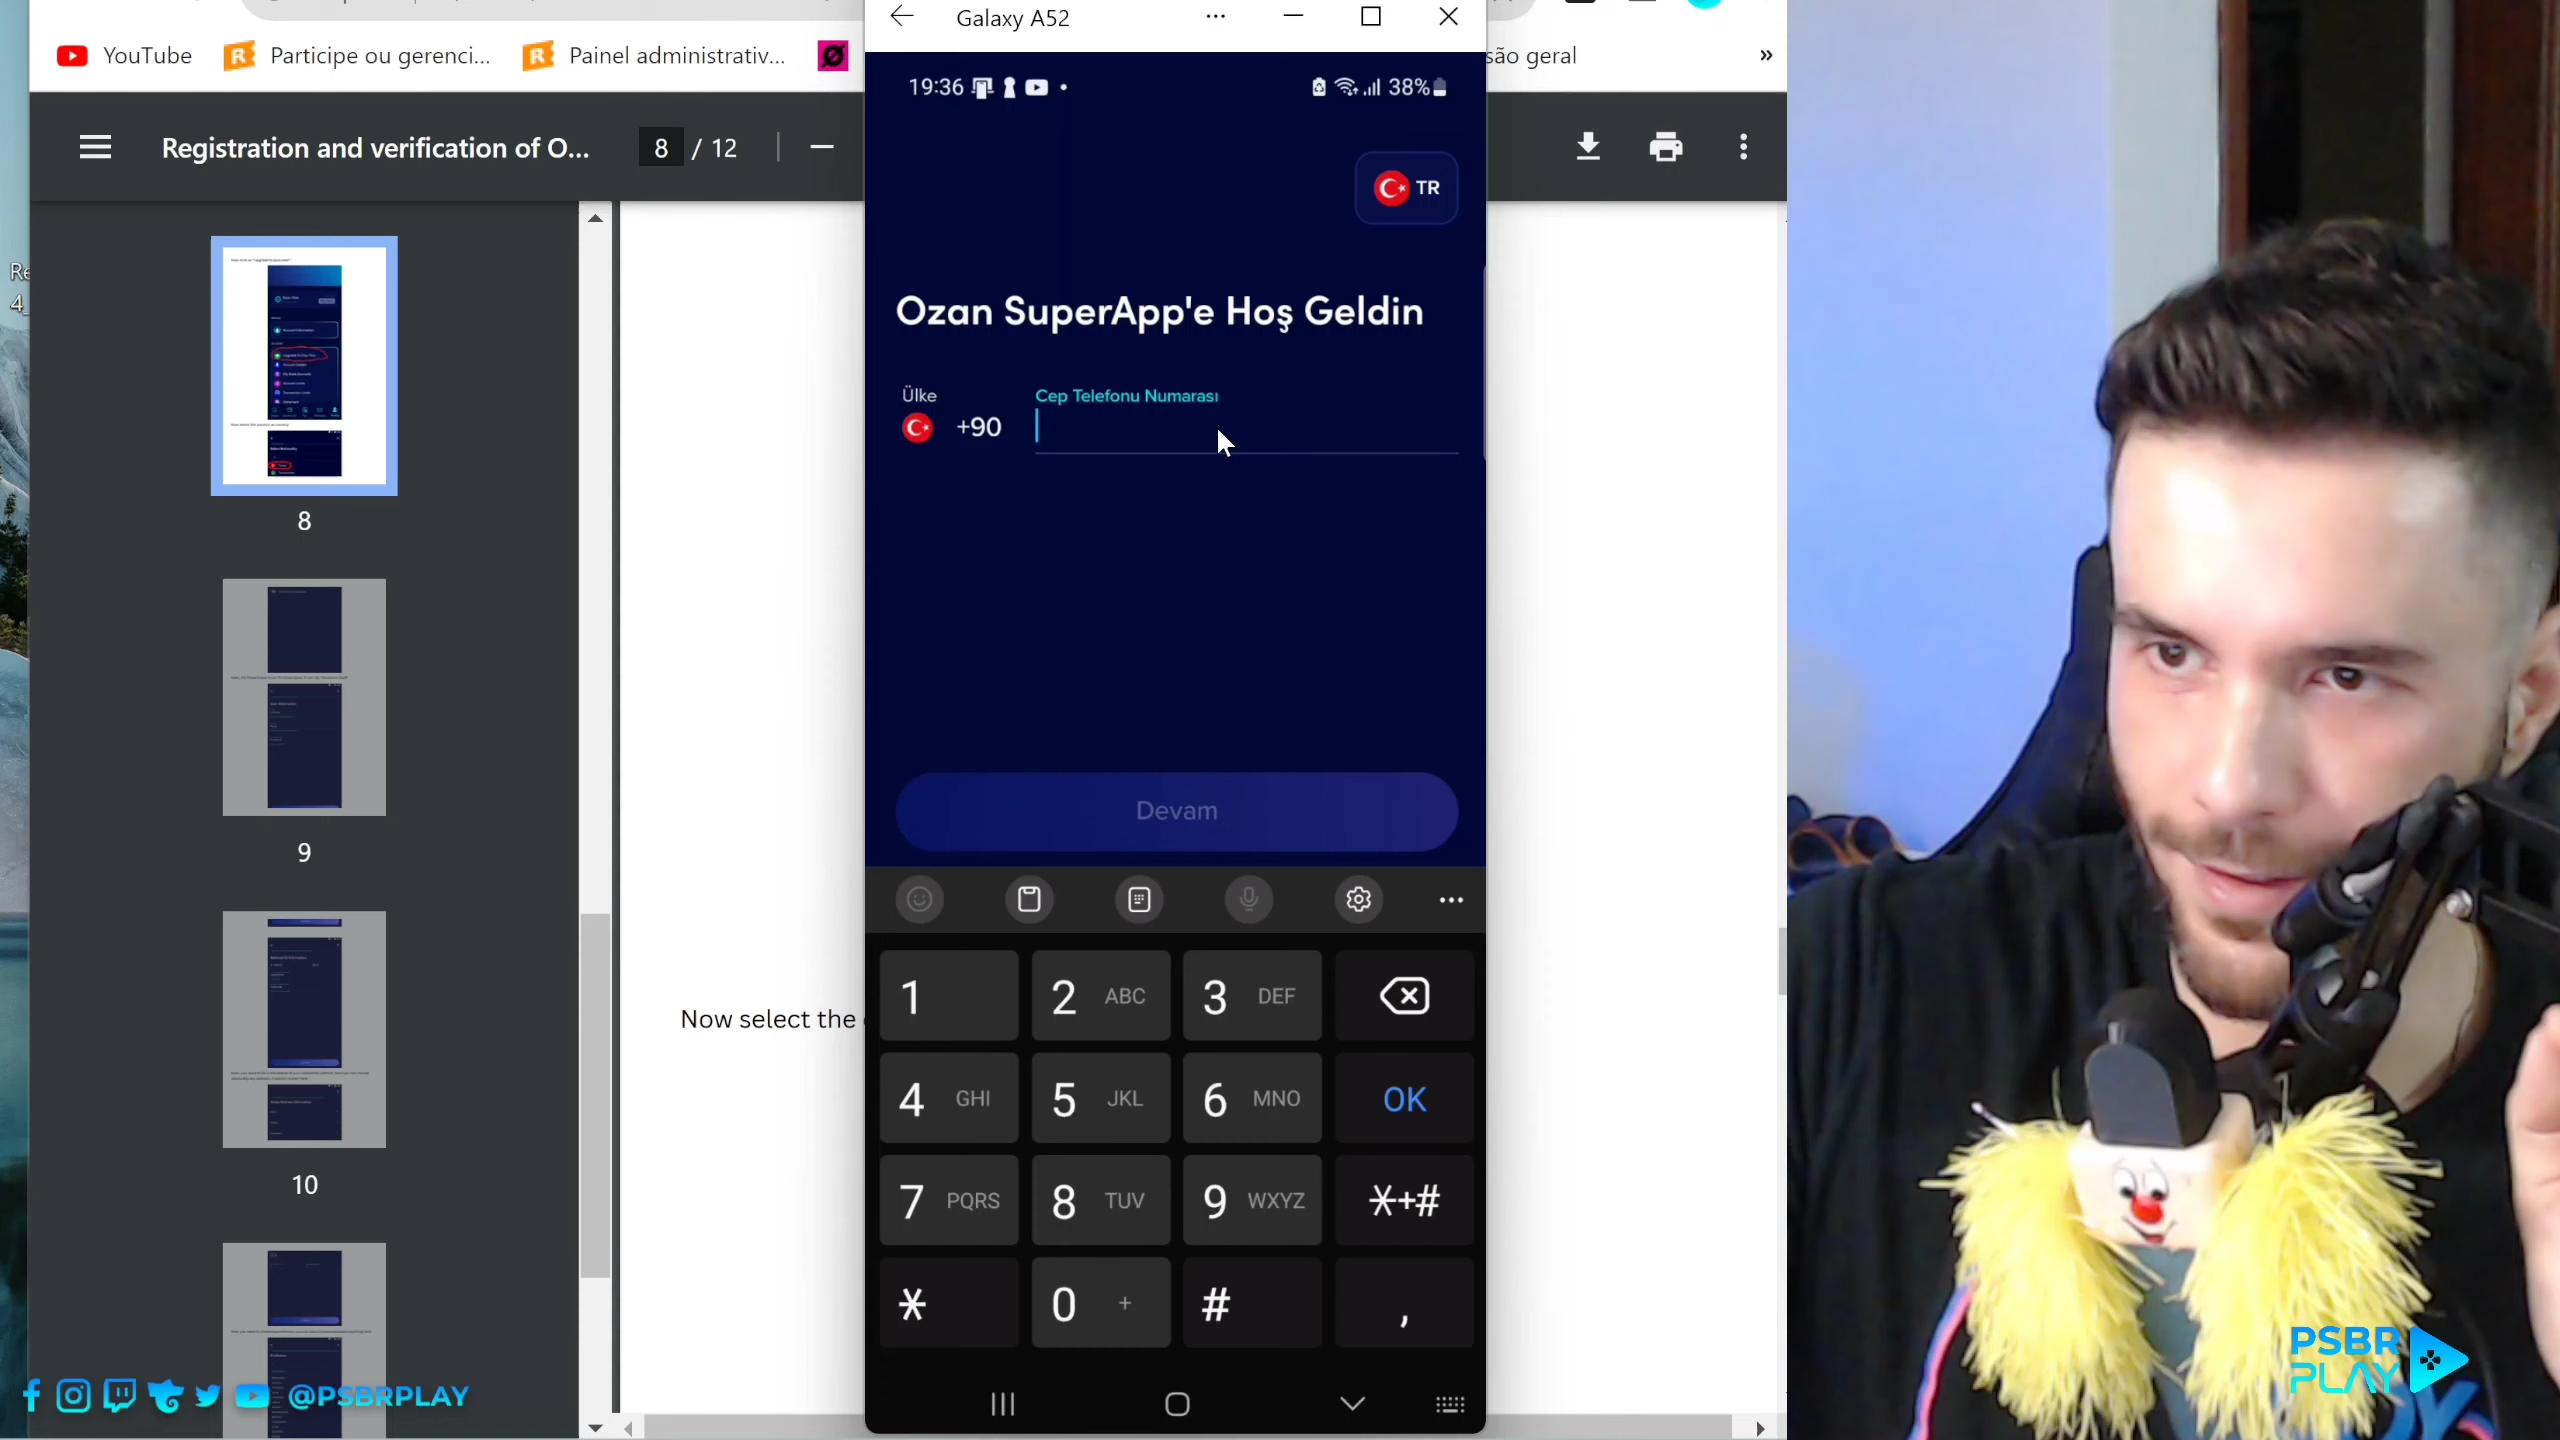 Galaxy A52
YouTube
Participe ou gerenci...
Painel administrativ...
são geral
»
19:36
38%
Registration and verification of O...
8 / 12
TR
Ozan SuperApp'e Hoş Geldin
Ülke
Cep Telefonu Numarası
+90
Devam
8
9
10
Now select the
1
2 ABC
3 DEF
4 GHI
5 JKL
6 MNO
OK
7 PQRS
8 TUV
9 WXYZ
*+#
*
0 +
#
,
@PSBRPLAY
PSBR
PLAY